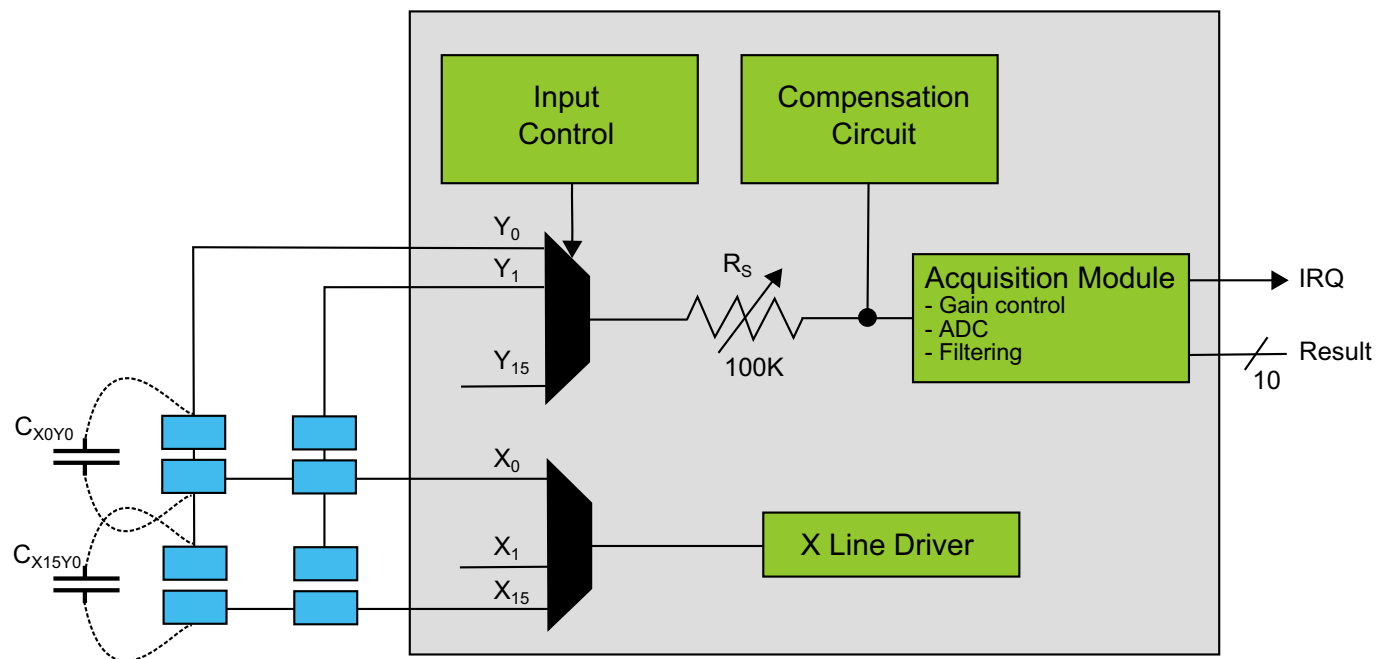 Input
Control
Compensation
Circuit
Y0
Y1
Y15
RS
100K
Acquisition Module
- Gain control
- ADC
- Filtering
IRQ
Result
10
CX0Y0
CX15Y0
X0
X1
X15
X Line Driver